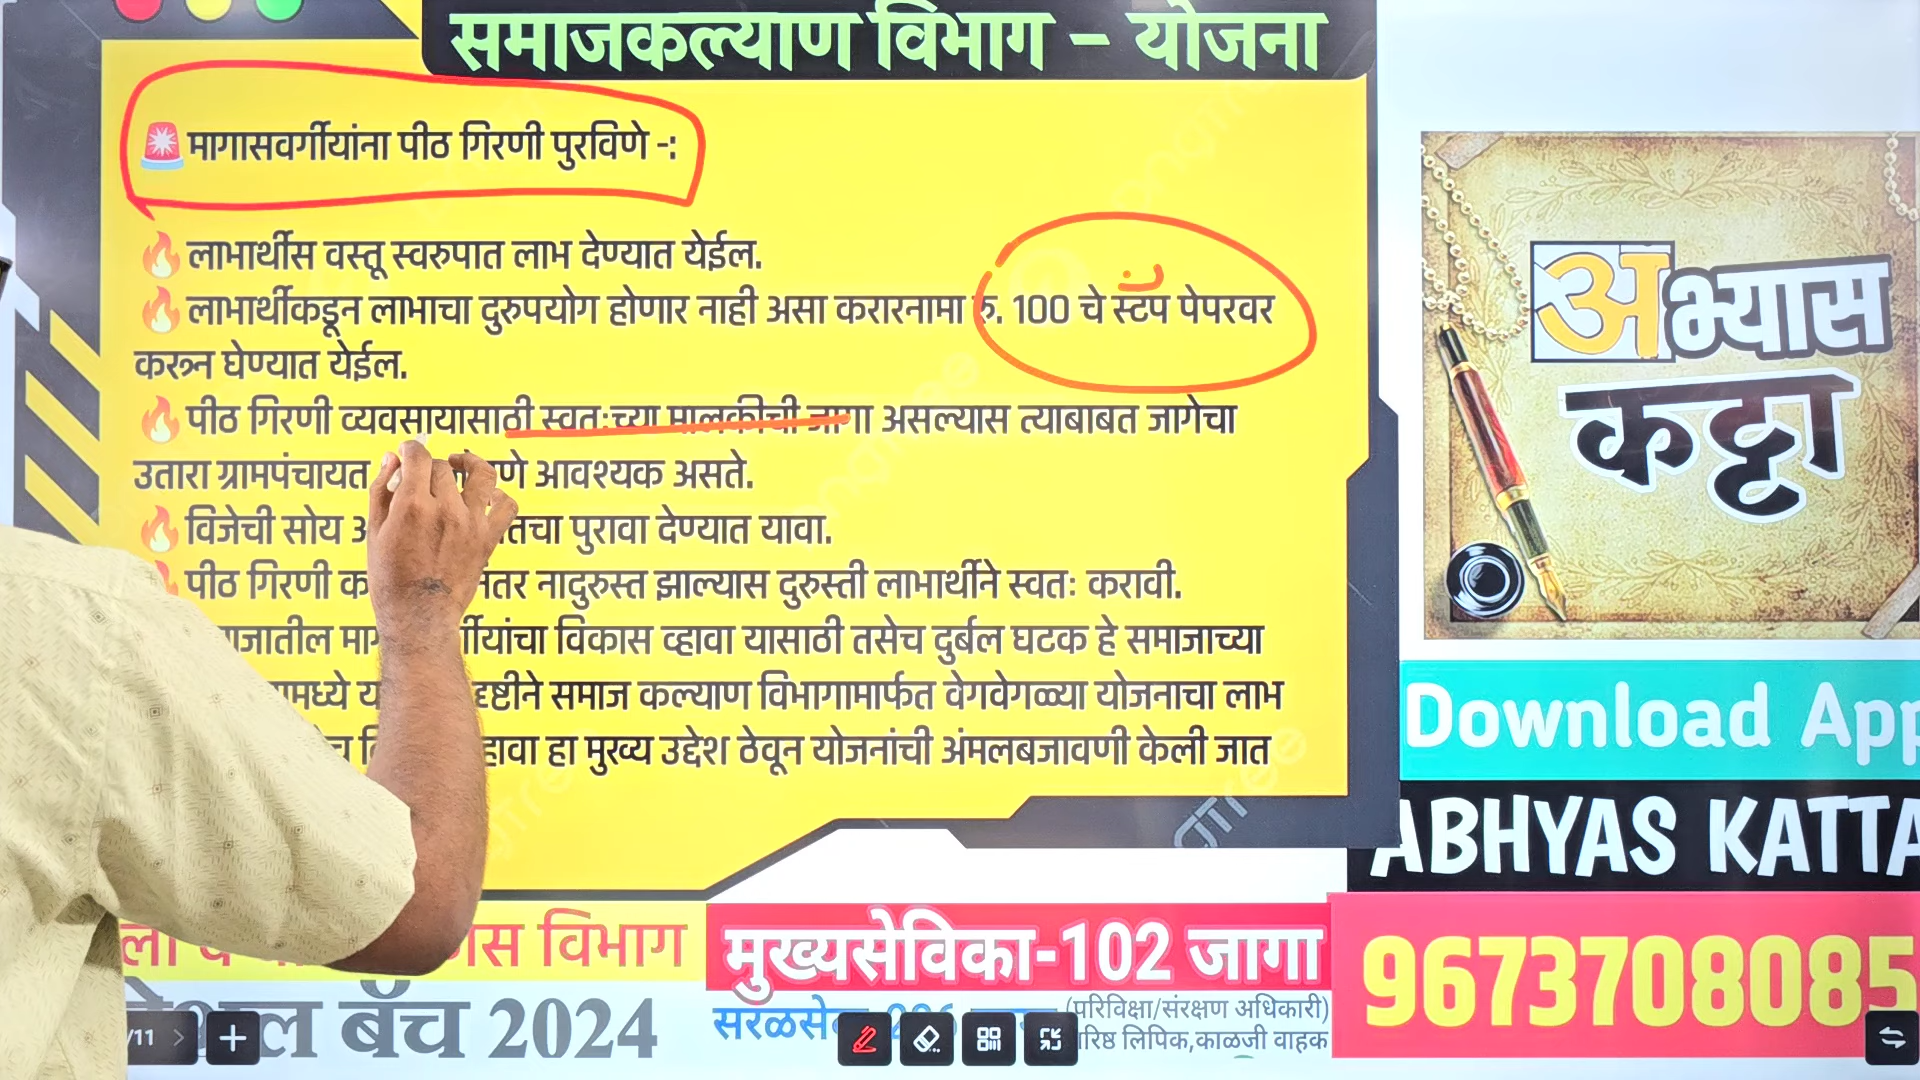 समाजकल्याण विभाग – योजना
मागासवर्गीयांना पीठ गिरणी पुरविणे -:
लाभार्थीस वस्तू स्वरुपात लाभ देण्यात येईल.
लाभार्थीकडून लाभाचा दुरुपयोग होणार नाही असा करारनामा रु. 100 चे स्टॅप पेपरवर
करुन घेण्यात येईल.
पीठ गिरणी व्यवसायासाठी स्वतःच्या मालकीची जागा असल्यास त्याबाबत जागेचा
उतारा ग्रामपंचायत आवश्यक असते.
विजेची सोय पुरावा देण्यात यावा.
पीठ गिरणी नादुरुस्त झाल्यास दुरुस्ती लाभार्थीने स्वतः करावी.
विकास व्हावा यासाठी तसेच दुर्बल घटक हे समाजाच्या
समाज कल्याण विभागामार्फत वेगवेगळ्या योजनाचा लाभ
हा मुख्य उद्देश ठेवून योजनांची अंमलबजावणी केली जात
अभ्यास
कट्टा
Download App
ABHYAS KATTA
9673708085
विभाग
मुख्यसेविका-102 जागा
बॅच 2024
(परिविक्षा/संरक्षण अधिकारी)
लिपिक,काळजी वाहक
/11
pngtree